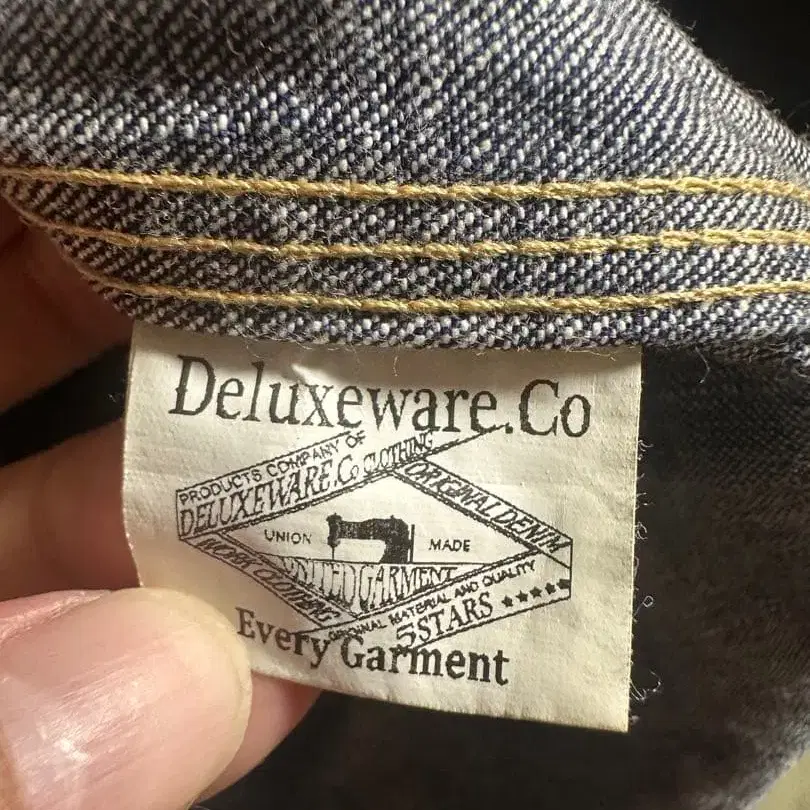 Deluxeware.Co
PRODUCTS COMPANY OF
DELUXEWARE.Co CLOTHING
ORIGINAL DENIM
UNION MADE
WORK CLOTHING
UNITED GARMENT
ORIGINAL MATERIAL AND QUALITY
5STARS ★★★★★
Every Garment